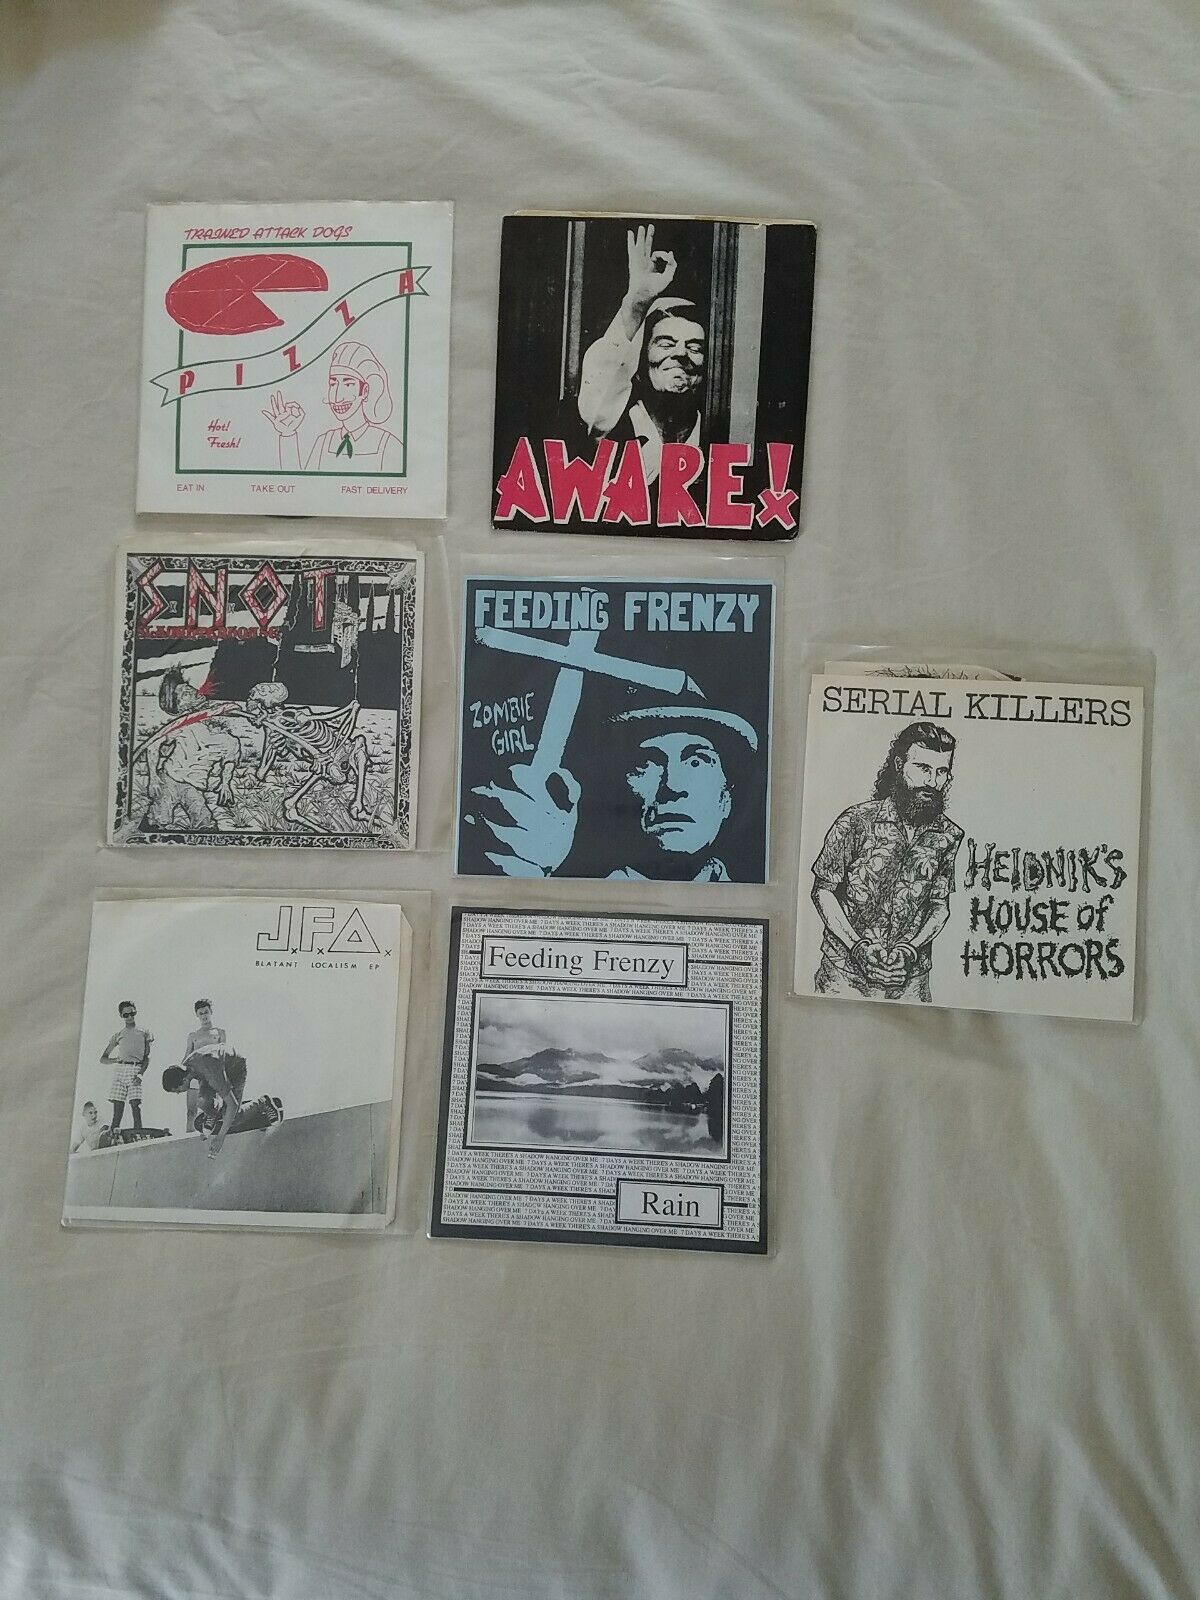 TRAINED ATTACK DOGS
PIZZA
Hot!
Fresh!
EAT IN TAKE OUT FAST DELIVERY
AWARE!
S.N.O.T
SLAUGHTERHOUSE
FEEDING FRENZY
ZOMBIE
GIRL
SERIAL KILLERS
HEIDNIK'S
HOUSE of
HORRORS
J.F.A.
BLATANT LOCALISM EP
Feeding Frenzy
7 DAYS A WEEK THERE'S A SHADOW HANGING OVER ME
Rain